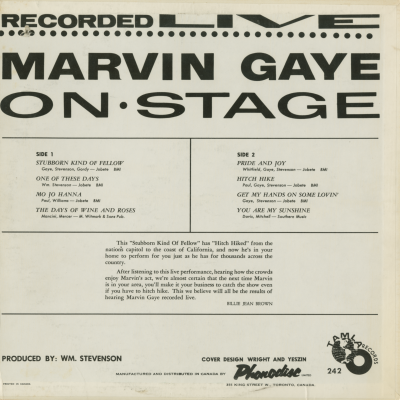 RECORDED LIVE
MARVIN GAYE
ON·STAGE
SIDE 1
STUBBORN KIND OF FELLOW
Gaye, Stevenson, Gordy — Jobete BMI
ONE OF THESE DAYS
Wm. Stevenson — Jobete BMI
MO JO HANNA
Paul, Williams — Jobete BMI
THE DAYS OF WINE AND ROSES
Mancini, Mercer — M. Witmark & Sons Pub.
SIDE 2
PRIDE AND JOY
Whitfield, Gaye, Stevenson — Jobete BMI
HITCH HIKE
Paul, Gaye, Stevenson — Jobete BMI
GET MY HANDS ON SOME LOVIN'
Gaye, Stevenson — Jobete BMI
YOU ARE MY SUNSHINE
Davis, Mitchell — Southern Music
This "Stubborn Kind Of Fellow" has "Hitch Hiked" from the
nation's capitol to the coast of California, and now he's in your
home to perform for you just as he has for thousands across the
country.
After listening to this live performance, hearing how the crowds
enjoy Marvin's act, we're almost certain that the next time Marvin
is in your area, you'll make it your business to catch the show even
if you have to hitch hike. This we believe will all be the results of
hearing Marvin Gaye recorded live.
BILLIE JEAN BROWN
PRODUCED BY: WM. STEVENSON
COVER DESIGN WRIGHT AND YESZIN
MANUFACTURED AND DISTRIBUTED IN CANADA BY Phonodisc LIMITED
375 KING STREET W., TORONTO, CANADA
TAMLA RECORDS
242
PRINTED IN CANADA